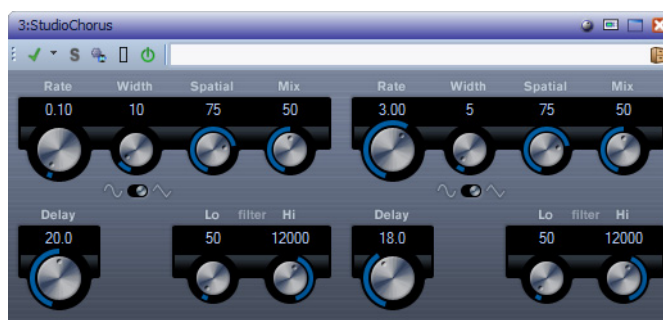 3:StudioChorus
S
Rate Width Spatial Mix Rate Width Spatial Mix
0.10 10 75 50 3.00 5 75 50
Delay Lo filter Hi Delay Lo filter Hi
20.0 50 12000 18.0 50 12000